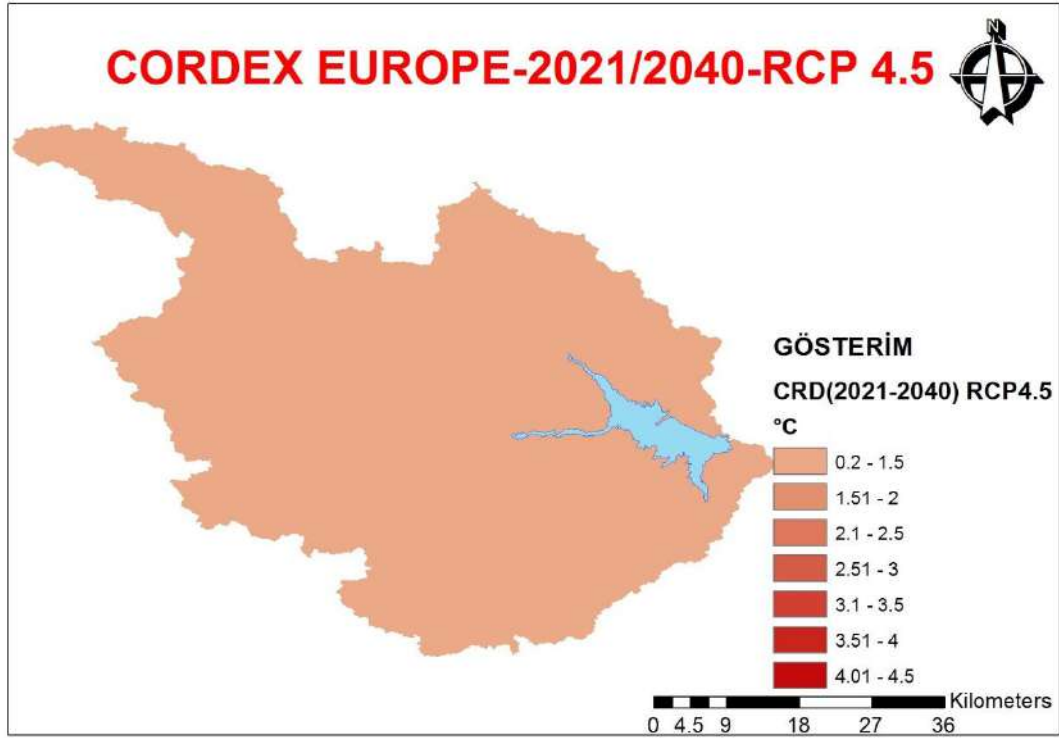 CORDEX EUROPE-2021/2040-RCP 4.5
N
GÖSTERİM
CRD(2021-2040) RCP4.5
°C
0.2 - 1.5
1.51 - 2
2.1 - 2.5
2.51 - 3
3.1 - 3.5
3.51 - 4
4.01 - 4.5
Kilometers
0 4.5 9 18 27 36